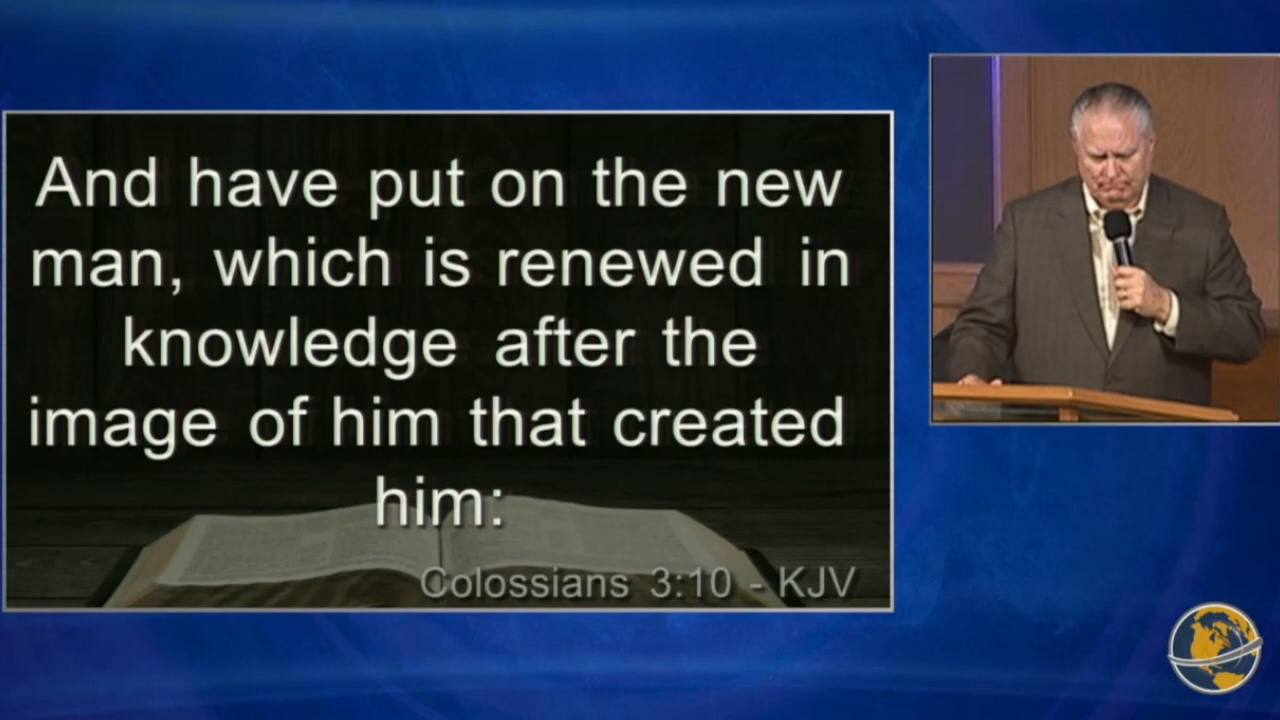 And have put on the new
man, which is renewed in
knowledge after the
image of him that created
him:
Colossians 3:10 - KJV